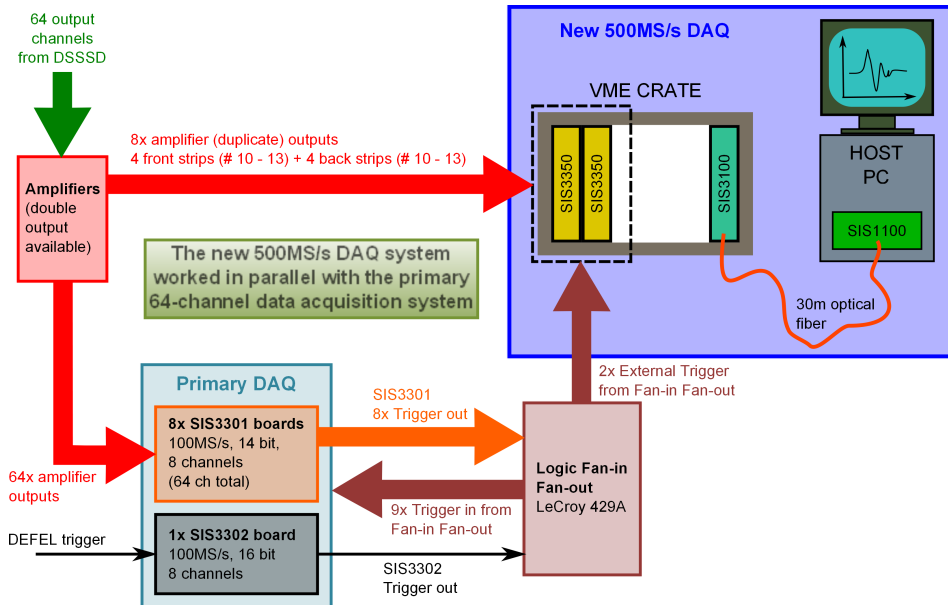 64 output
channels
from DSSSD
8x amplifier (duplicate) outputs
4 front strips (# 10 - 13) + 4 back strips (# 10 - 13)
Amplifiers
(double
output
available)
The new 500MS/s DAQ system
worked in parallel with the primary
64-channel data acquisition system
New 500MS/s DAQ
VME CRATE
SIS3350
SIS3350
SIS3100
HOST
PC
SIS1100
30m optical
fiber
2x External Trigger
from Fan-in Fan-out
Primary DAQ
8x SIS3301 boards
100MS/s, 14 bit,
8 channels
(64 ch total)
SIS3301
8x Trigger out
64x amplifier
outputs
Logic Fan-in
Fan-out
LeCroy 429A
9x Trigger in from
Fan-in Fan-out
DEFEL trigger
1x SIS3302 board
100MS/s, 16 bit
8 channels
SIS3302
Trigger out